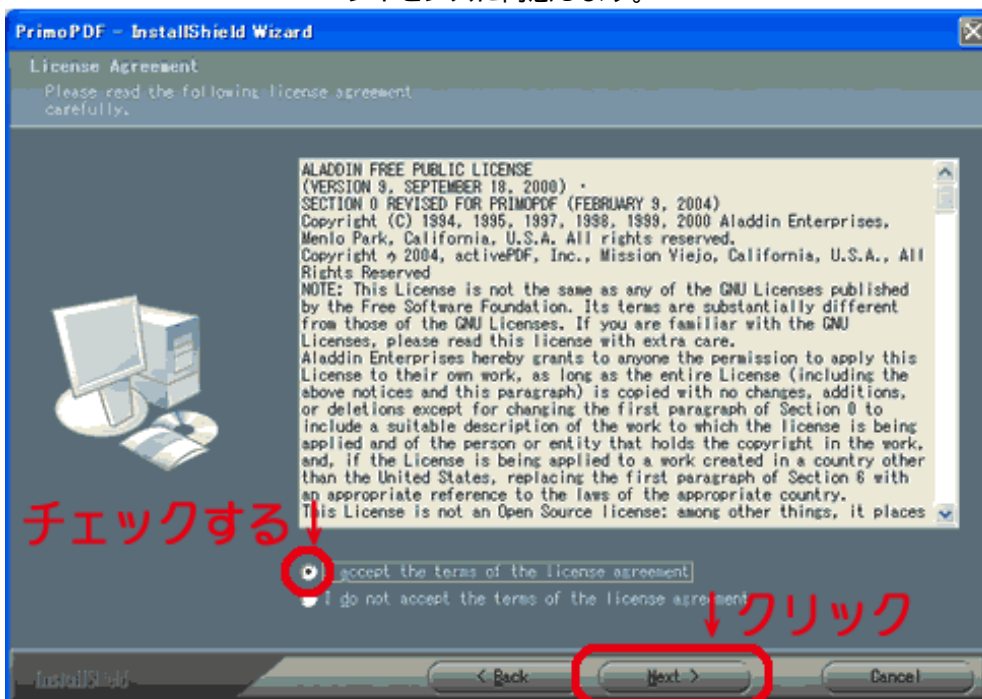 PrimoPDF - InstallShield Wizard
License Agreement
Please read the following license agreement
carefully.
ALADDIN FREE PUBLIC LICENSE
(VERSION 9, SEPTEMBER 18, 2000) ·
SECTION 0 REVISED FOR PRIMOPDF (FEBRUARY 9, 2004)
Copyright (C) 1994, 1995, 1997, 1998, 1999, 2000 Aladdin Enterprises,
Menlo Park, California, U.S.A. All rights reserved.
Copyright 2004, activePDF, Inc., Mission Viejo, California, U.S.A., All
Rights Reserved
NOTE: This License is not the same as any of the GNU Licenses published
by the Free Software Foundation. Its terms are substantially different
from those of the GNU Licenses. If you are familiar with the GNU
Licenses, please read this license with extra care.
Aladdin Enterprises hereby grants to anyone the permission to apply this
License to their own work, as long as the entire License (including the
above notices and this paragraph) is copied with no changes, additions,
or deletions except for changing the first paragraph of Section 0 to
include a suitable description of the work to which the license is being
applied and of the person or entity that holds the copyright in the work,
and, if the License is being applied to a work created in a country other
than the United States, replacing the first paragraph of Section 6 with
an appropriate reference to the laws of the appropriate country.
This License is not an Open Source license: among other things, it places
チェックする↓
I accept the terms of the license agreement
I do not accept the terms of the license agreement
↓クリック
InstallShield
< Back
Next >
Cancel